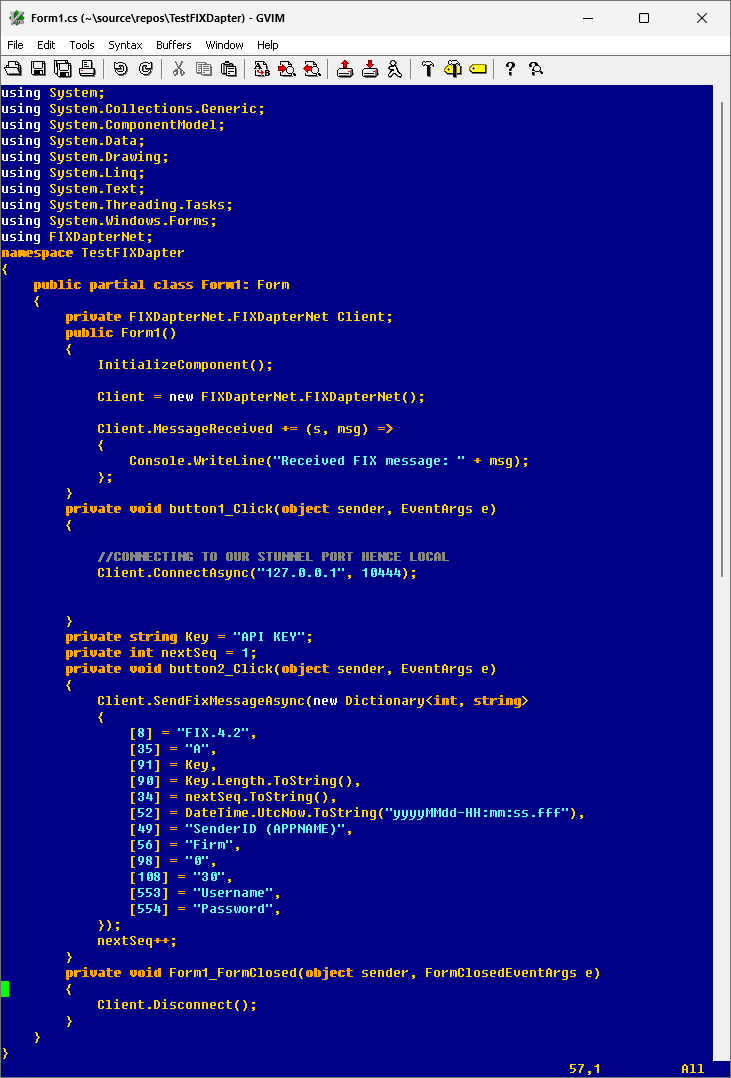 Form1.cs (~\source\repos\TestFIXDapter) - GVIM
File Edit Tools Syntax Buffers Window Help
using System;
using System.Collections.Generic;
using System.ComponentModel;
using System.Data;
using System.Drawing;
using System.Linq;
using System.Text;
using System.Threading.Tasks;
using System.Windows.Forms;
using FIXDapterNet;
namespace TestFIXDapter
{
    public partial class Form1: Form
    {
        private FIXDapterNet.FIXDapterNet Client;
        public Form1()
        {
            InitializeComponent();

            Client = new FIXDapterNet.FIXDapterNet();

            Client.MessageReceived += (s, msg) =>
            {
                Console.WriteLine("Received FIX message: " + msg);
            };
        }
        private void button1_Click(object sender, EventArgs e)
        {

            //CONNECTING TO OUR STUNNEL PORT HENCE LOCAL
            Client.ConnectAsync("127.0.0.1", 10444);


        }
        private string Key = "API KEY";
        private int nextSeq = 1;
        private void button2_Click(object sender, EventArgs e)
        {
            Client.SendFixMessageAsync(new Dictionary<int, string>
            {
                [8] = "FIX.4.2",
                [35] = "A",
                [91] = Key,
                [90] = Key.Length.ToString(),
                [34] = nextSeq.ToString(),
                [52] = DateTime.UtcNow.ToString("yyyyMMdd-HH:mm:ss.fff"),
                [49] = "SenderID (APPNAME)",
                [56] = "Firm",
                [98] = "0",
                [108] = "30",
                [553] = "Username",
                [554] = "Password",
            });
            nextSeq++;
        }
        private void Form1_FormClosed(object sender, FormClosedEventArgs e)
        {
            Client.Disconnect();
        }
    }
}
57,1 All